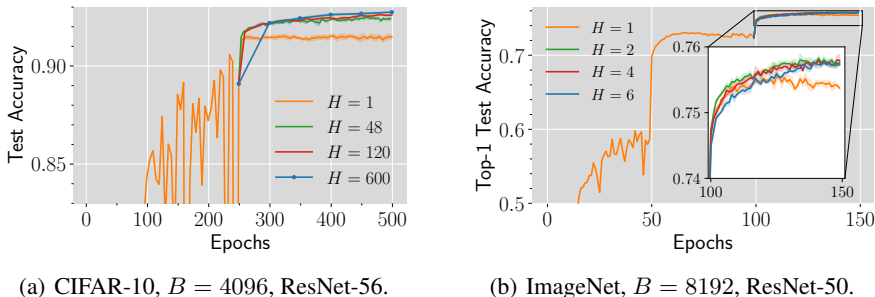 Test Accuracy
0.90
0.85
H = 1
H = 48
H = 120
H = 600
0 100 200 300 400 500
Epochs
(a) CIFAR-10, B = 4096, ResNet-56.
Top-1 Test Accuracy
0.7
0.6
0.5
H = 1
H = 2
H = 4
H = 6
0.76
0.75
0.74
100 150
0 50 100 150
Epochs
(b) ImageNet, B = 8192, ResNet-50.